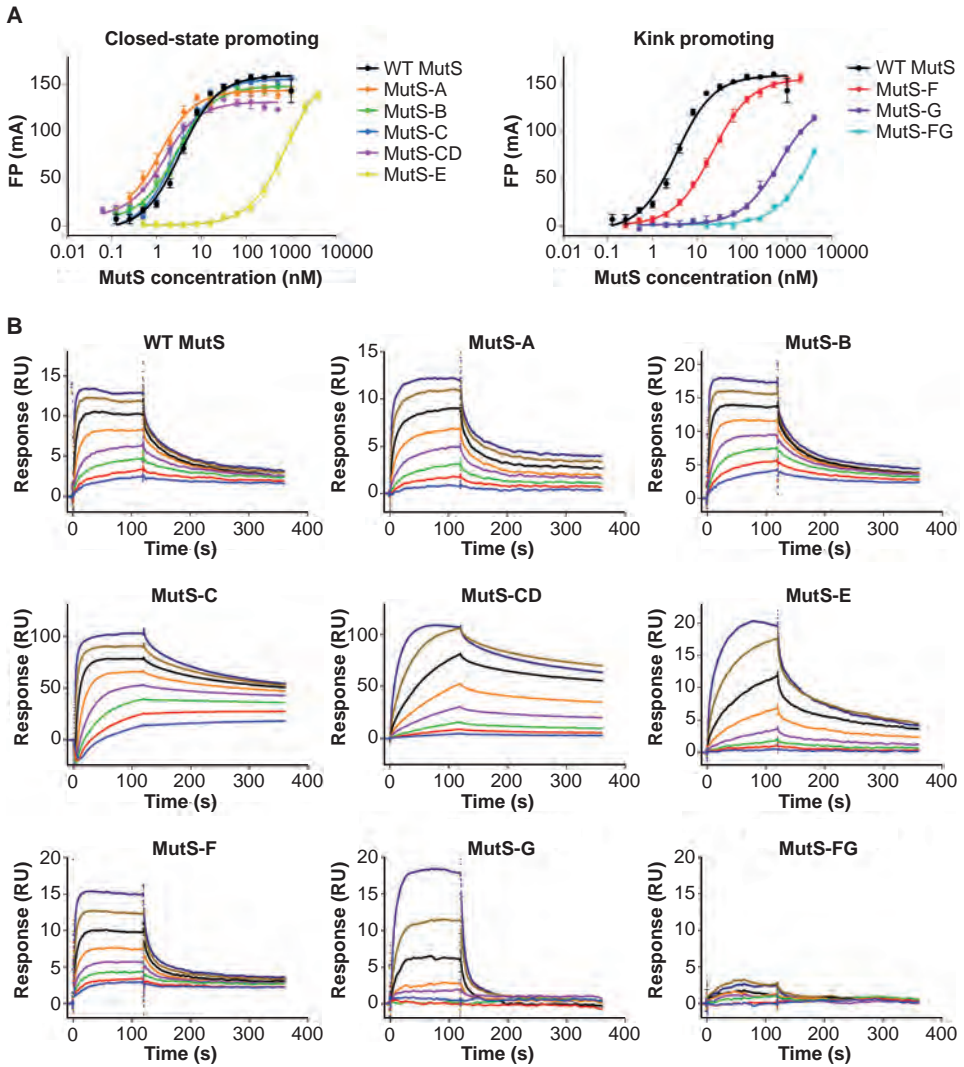 A
Closed-state promoting
Kink promoting
FP (mA)
150
100
50
0
0.01 0.1 1 10 100 1000 10000
MutS concentration (nM)
WT MutS
MutS-A
MutS-B
MutS-C
MutS-CD
MutS-E
FP (mA)
150
100
50
0
0.01 0.1 1 10 100 1000 10000
MutS concentration (nM)
WT MutS
MutS-F
MutS-G
MutS-FG
B
WT MutS
Response (RU)
15
10
5
0
0 100 200 300 400
Time (s)
MutS-A
Response (RU)
15
10
5
0
0 100 200 300 400
Time (s)
MutS-B
Response (RU)
20
15
10
5
0
0 100 200 300 400
Time (s)
MutS-C
Response (RU)
100
50
0
0 100 200 300 400
Time (s)
MutS-CD
Response (RU)
100
50
0
0 100 200 300 400
Time (s)
MutS-E
Response (RU)
20
15
10
5
0
0 100 200 300 400
Time (s)
MutS-F
Response (RU)
20
15
10
5
0
0 100 200 300 400
Time (s)
MutS-G
Response (RU)
20
15
10
5
0
0 100 200 300 400
Time (s)
MutS-FG
Response (RU)
20
15
10
5
0
0 100 200 300 400
Time (s)